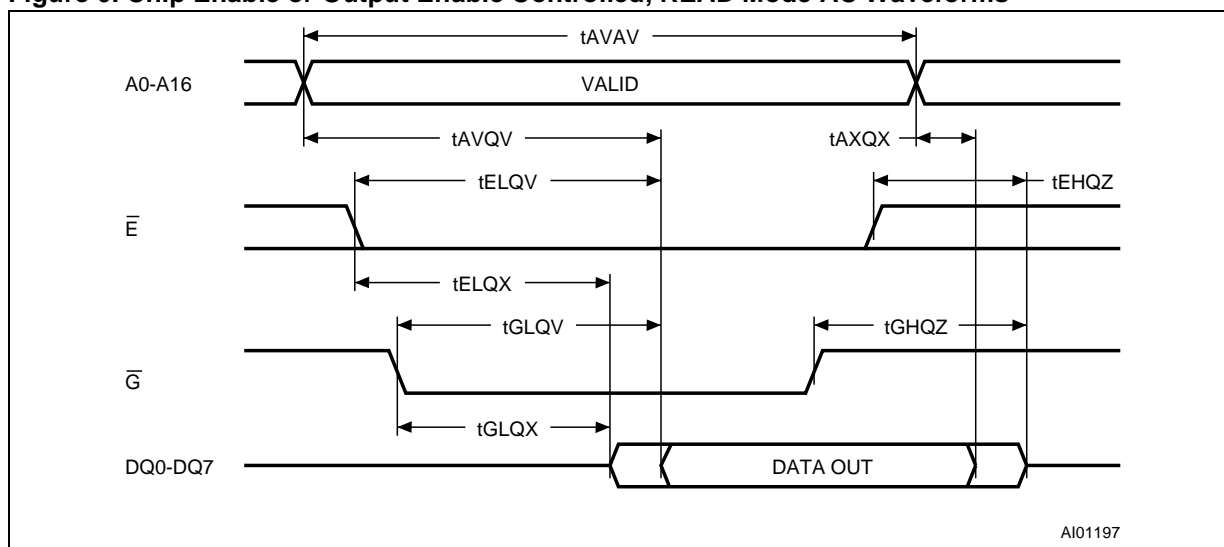 Figure 6. Chip Enable or Output Enable Controlled, READ Mode AC Waveforms
tAVAV
A0-A16 VALID
tAVQV tAXQX
tELQV tEHQZ
E̅
tELQX
tGLQV tGHQZ
G̅
tGLQX
DQ0-DQ7 DATA OUT
AI01197